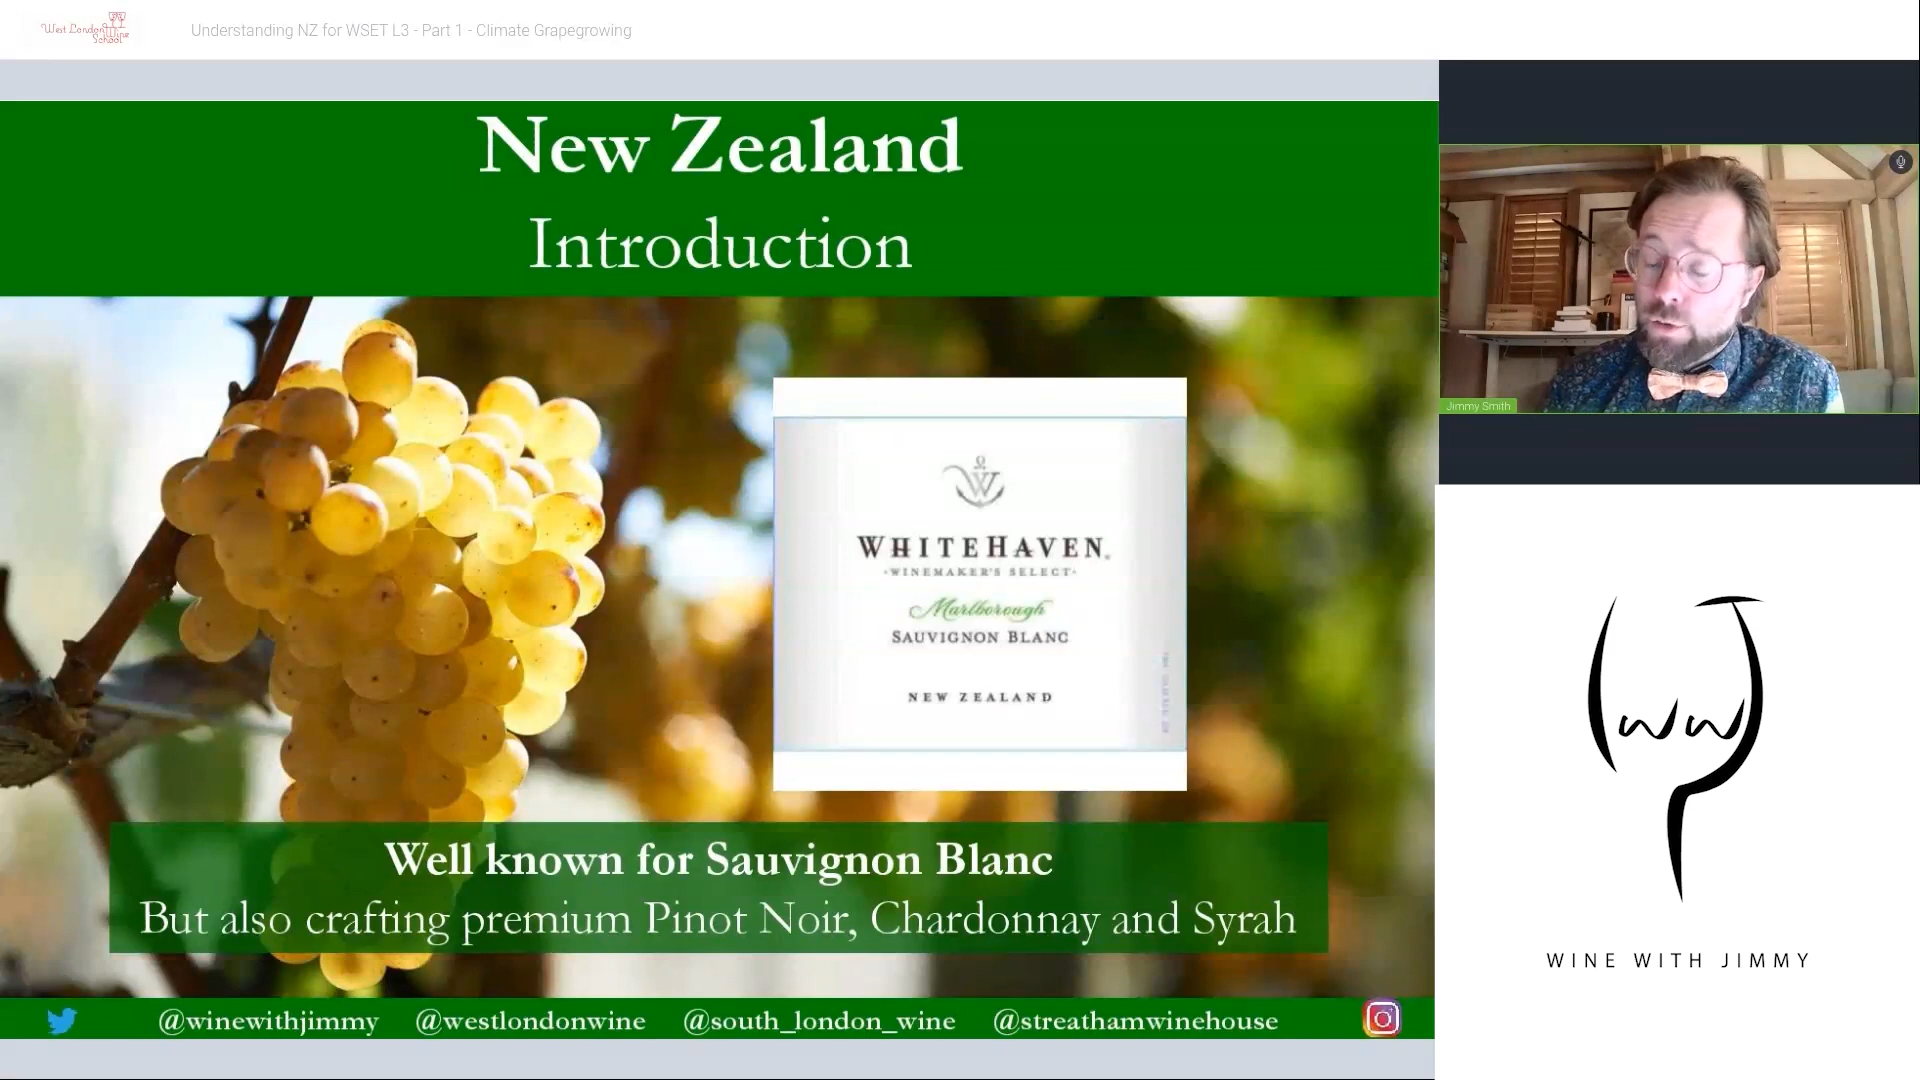 West London Wine School
Understanding NZ for WSET L3 - Part 1 - Climate Grapegrowing
New Zealand
Introduction
W
WHITEHAVEN
·WINEMAKER'S SELECT·
Marlborough
SAUVIGNON BLANC
NEW ZEALAND
Well known for Sauvignon Blanc
But also crafting premium Pinot Noir, Chardonnay and Syrah
@winewithjimmy @westlondonwine @south_london_wine @streathamwinehouse
Jimmy Smith
WINE WITH JIMMY